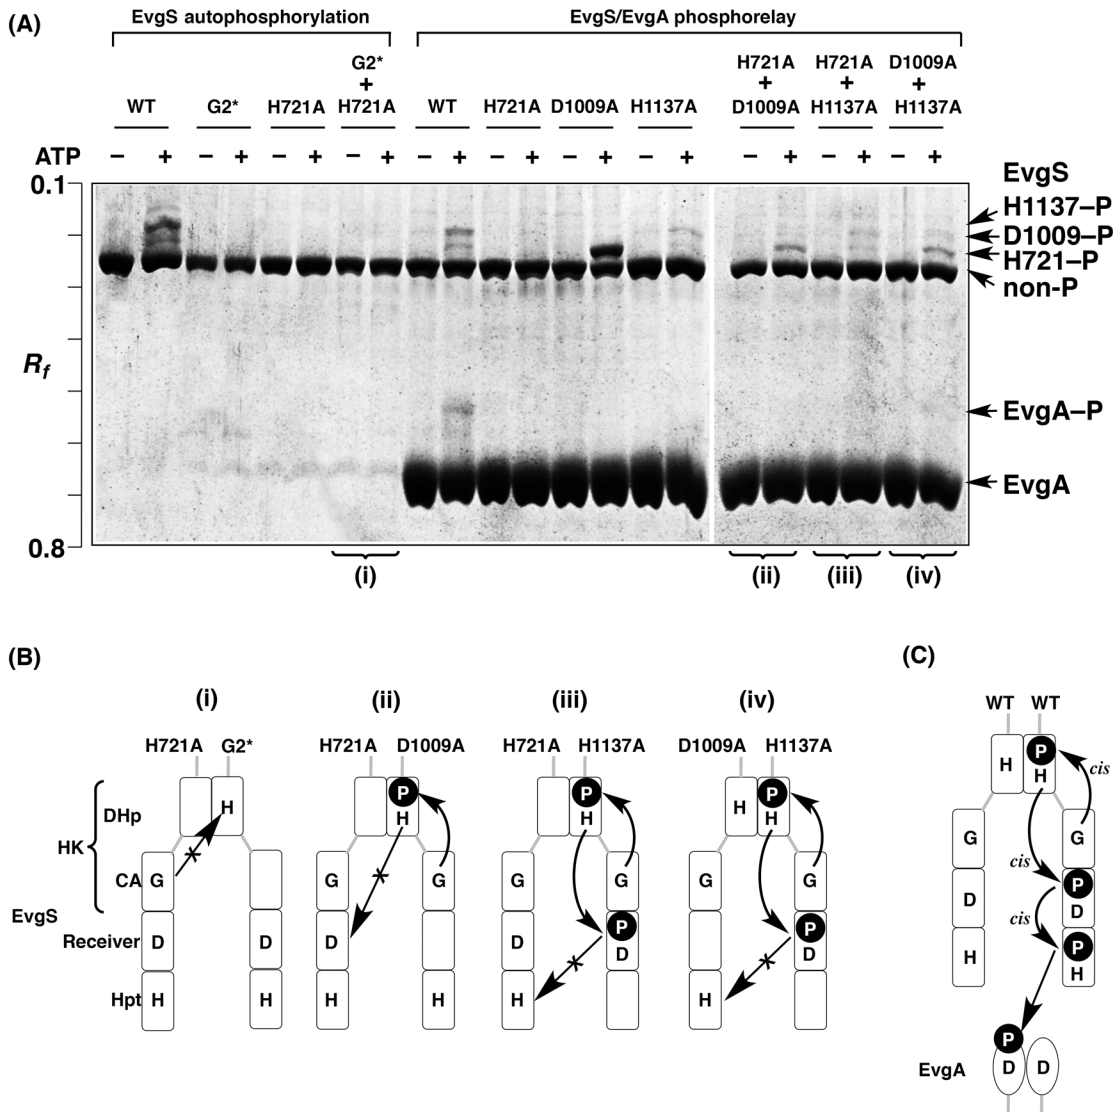 (A)
EvgS autophosphorylation
EvgS/EvgA phosphorelay
WT
G2*
H721A
G2*
+
H721A
WT
H721A
D1009A
H1137A
H721A
+
D1009A
H721A
+
H1137A
D1009A
+
H1137A
ATP − + − + − + − + − + − + − + − + − + − + − +
0.1
Rf
0.8
EvgS
H1137–P
D1009–P
H721–P
non-P
EvgA–P
EvgA
(i)
(ii)
(iii)
(iv)
(B)
(i)
(ii)
(iii)
(iv)
H721A G2*
H721A D1009A
H721A H1137A
D1009A H1137A
HK
DHp
CA
EvgS
Receiver
Hpt
H
G
D D
H H
P
H
G G
D
H H
P
H
G G
D
P
D
H
H
P
H
G G
P
D
H
(C)
WT WT
H
P
H
cis
G G
cis
P
D
D
cis
P
H
H
P
EvgA
D D